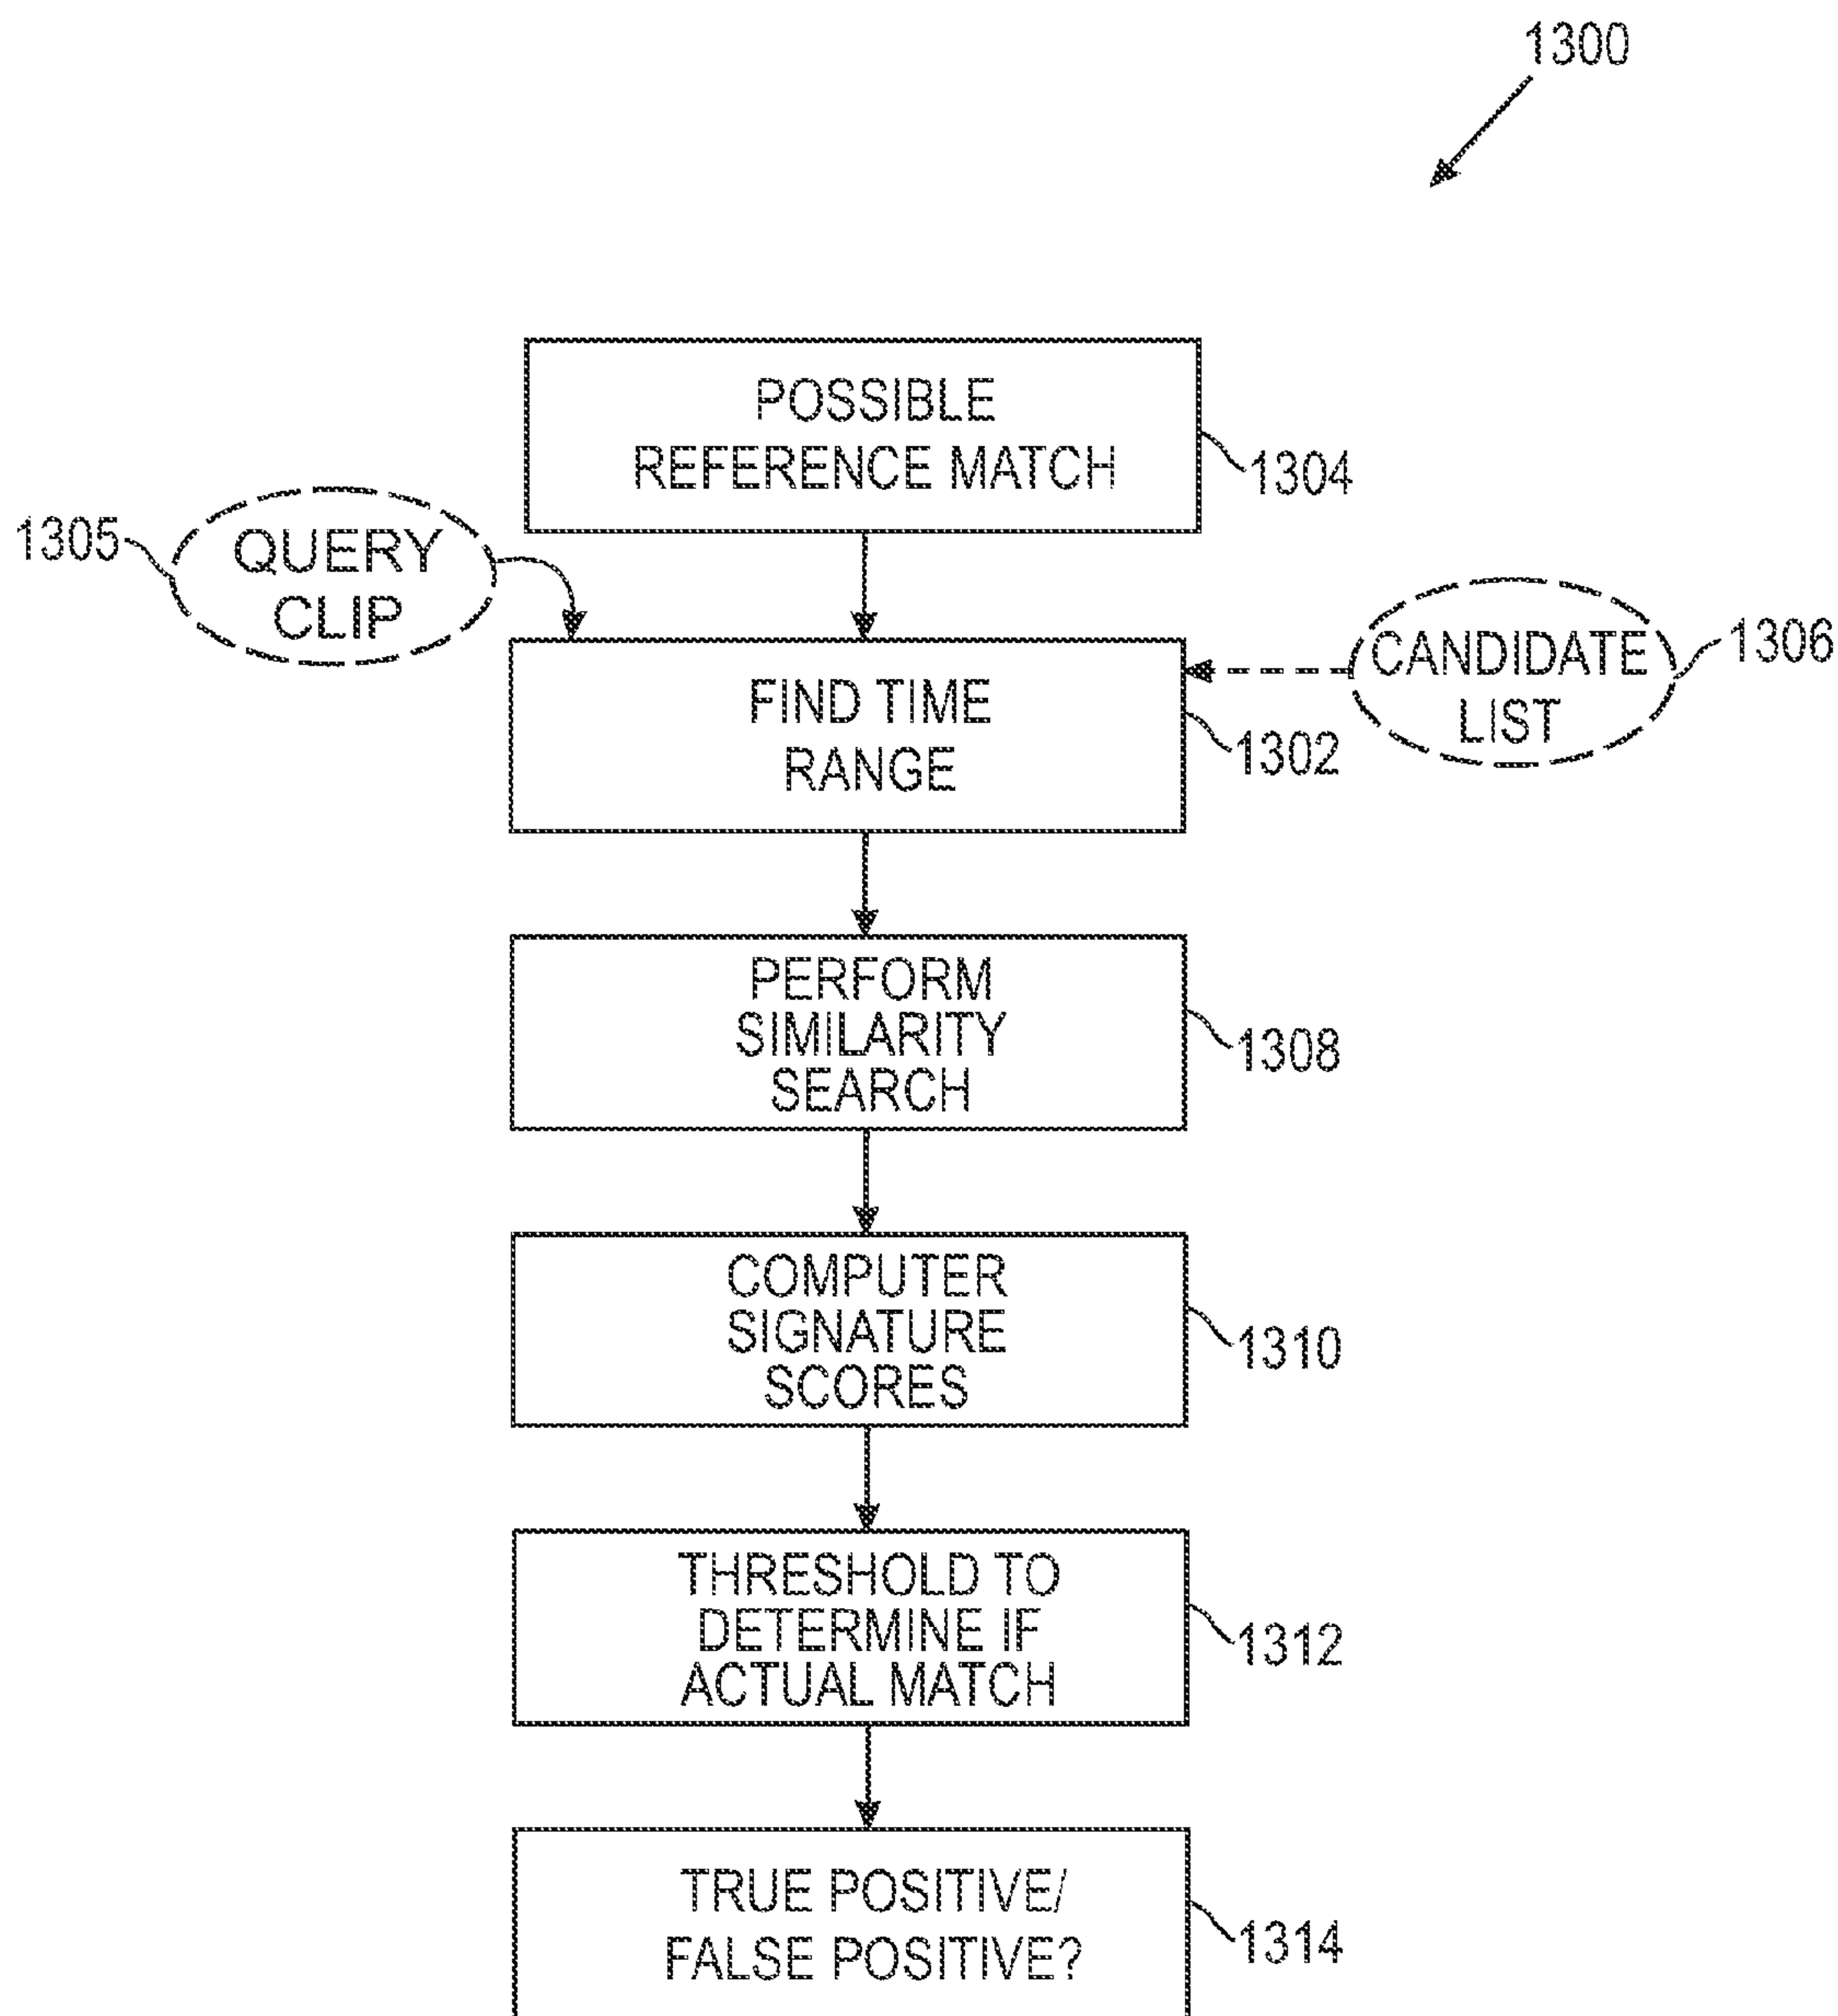 1300
POSSIBLE
REFERENCE MATCH
1304
1305
QUERY
CLIP
CANDIDATE
LIST
1306
FIND TIME
RANGE
1302
PERFORM
SIMILARITY
SEARCH
1308
COMPUTER
SIGNATURE
SCORES
1310
THRESHOLD TO
DETERMINE IF
ACTUAL MATCH
1312
TRUE POSITIVE/
FALSE POSITIVE?
1314